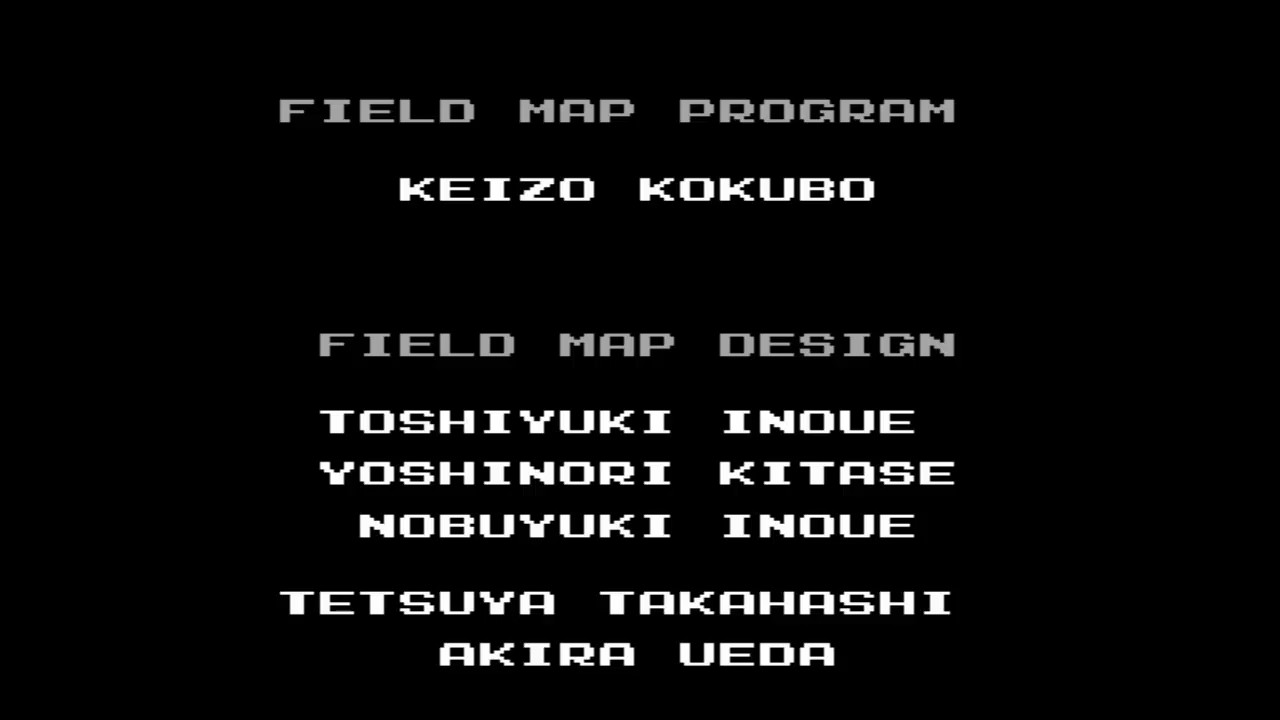 FIELD MAP PROGRAM
KEIZO KOKUBO
FIELD MAP DESIGN
TOSHIYUKI INOUE
YOSHINORI KITASE
NOBUYUKI INOUE
TETSUYA TAKAHASHI
AKIRA UEDA